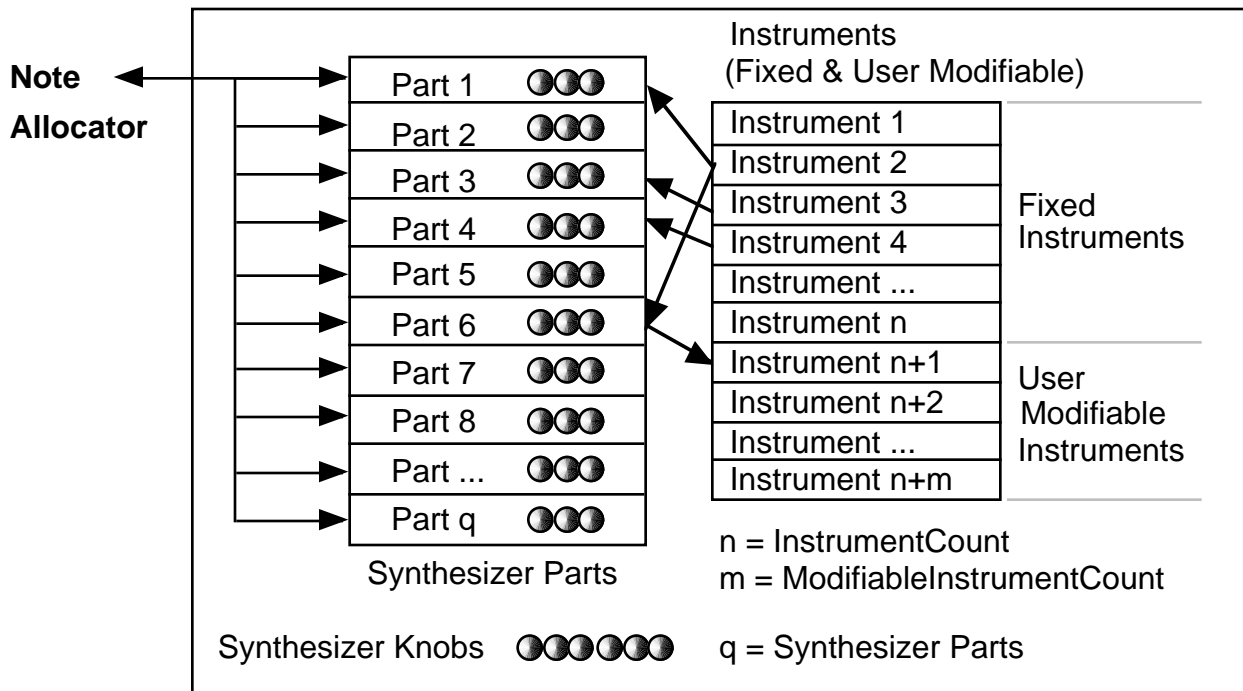 Note
Allocator
Part 1
Part 2
Part 3
Part 4
Part 5
Part 6
Part 7
Part 8
Part ...
Part q
Synthesizer Parts
Instruments
(Fixed & User Modifiable)
Instrument 1
Instrument 2
Instrument 3
Instrument 4
Instrument ...
Instrument n
Instrument n+1
Instrument n+2
Instrument ...
Instrument n+m
Fixed
Instruments
User
Modifiable
Instruments
n = InstrumentCount
m = ModifiableInstrumentCount
Synthesizer Knobs
q = Synthesizer Parts